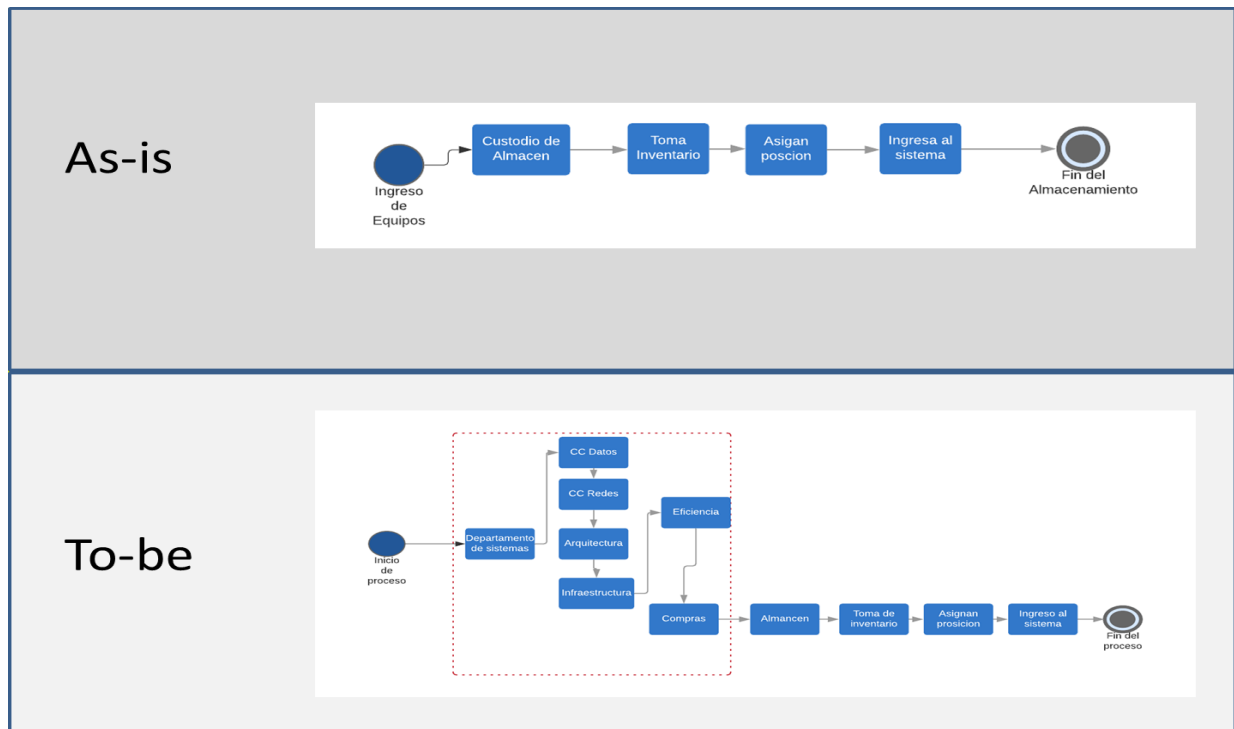 As-is
Ingreso
de
Equipos
Custodio de
Almacen
Toma
Inventario
Asigan
poscion
Ingresa al
sistema
Fin del
Almacenamiento
To-be
Inicio
de
proceso
Departamento
de sistemas
CC Datos
CC Redes
Arquitectura
Infraestructura
Eficiencia
Compras
Almancen
Toma de
inventario
Asignan
prosicion
Ingreso al
sistema
Fin del
proceso